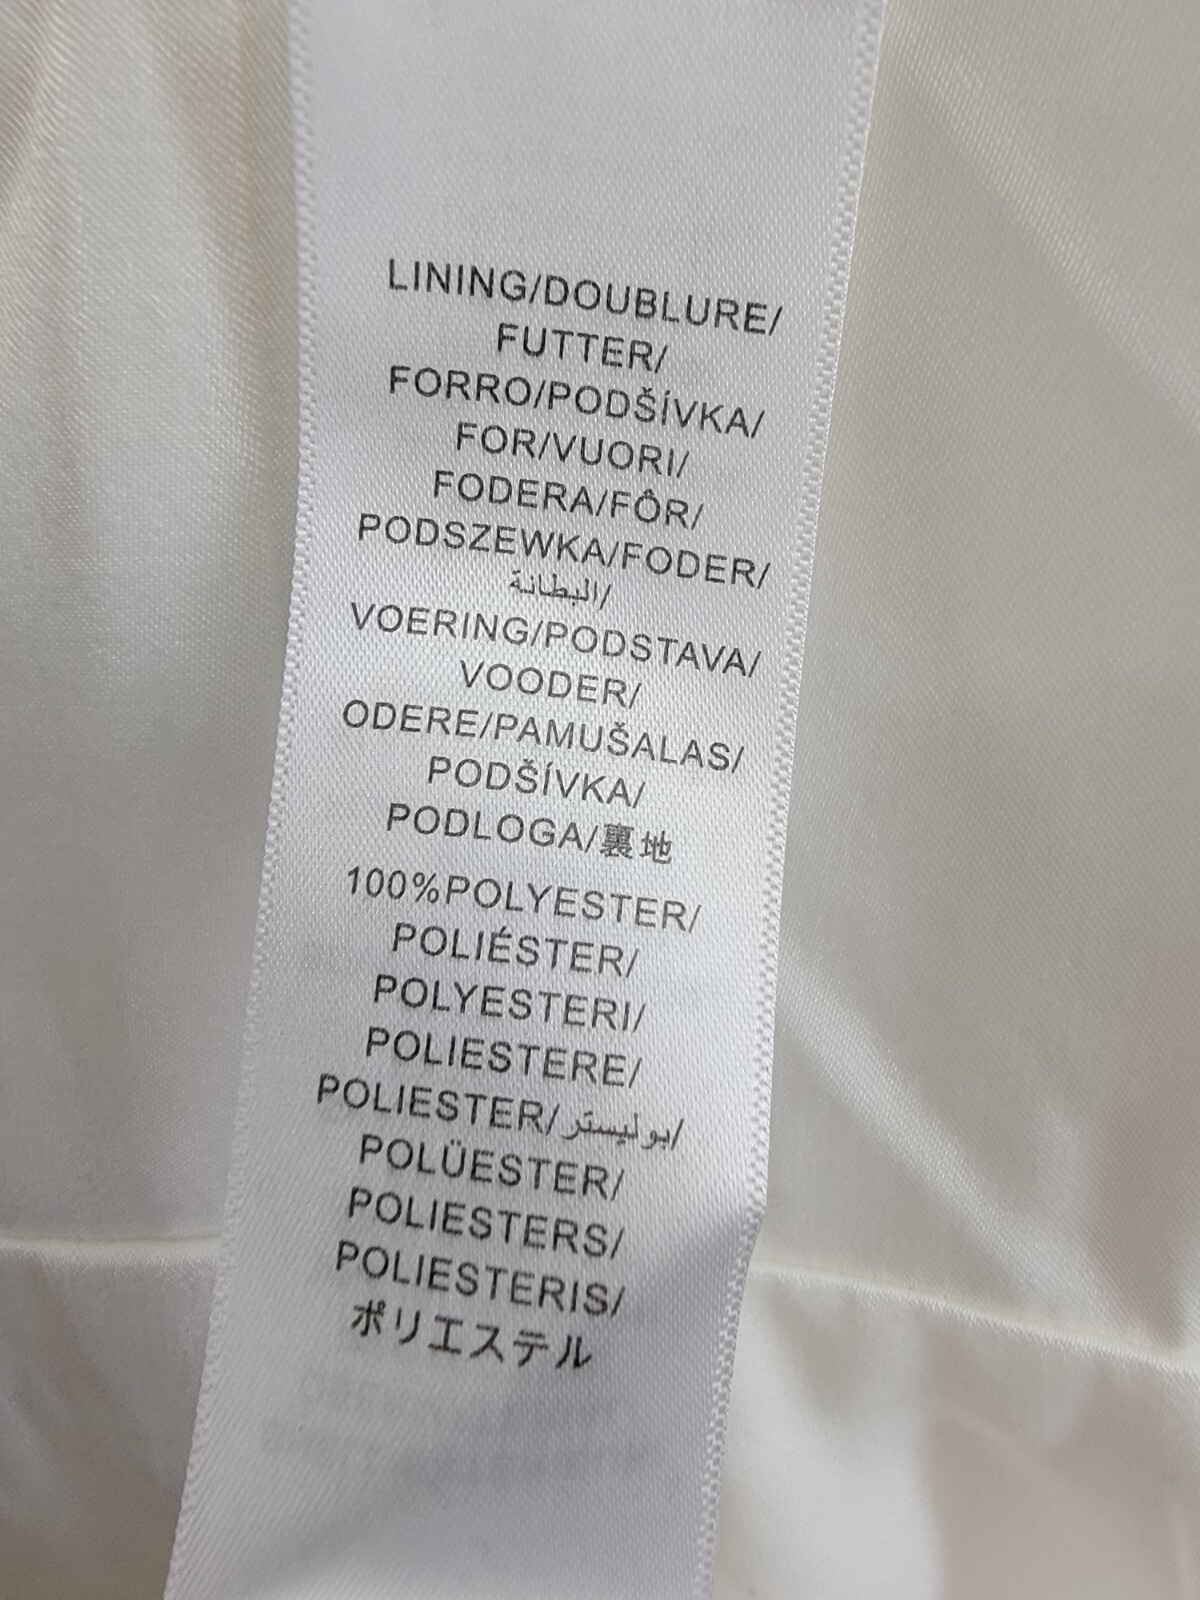 LINING/DOUBLURE/
FUTTER/
FORRO/PODŠÍVKA/
FOR/VUORI/
FODERA/FÔR/
PODSZEWKA/FODER/
البطانة/
VOERING/PODSTAVA/
VOODER/
ODERE/PAMUŠALAS/
PODŠÍVKA/
PODLOGA/裏地
100%POLYESTER/
POLIÉSTER/
POLYESTERI/
POLIESTERE/
POLIESTER/بوليستر/
POLÜESTER/
POLIESTERS/
POLIESTERIS/
ポリエステル